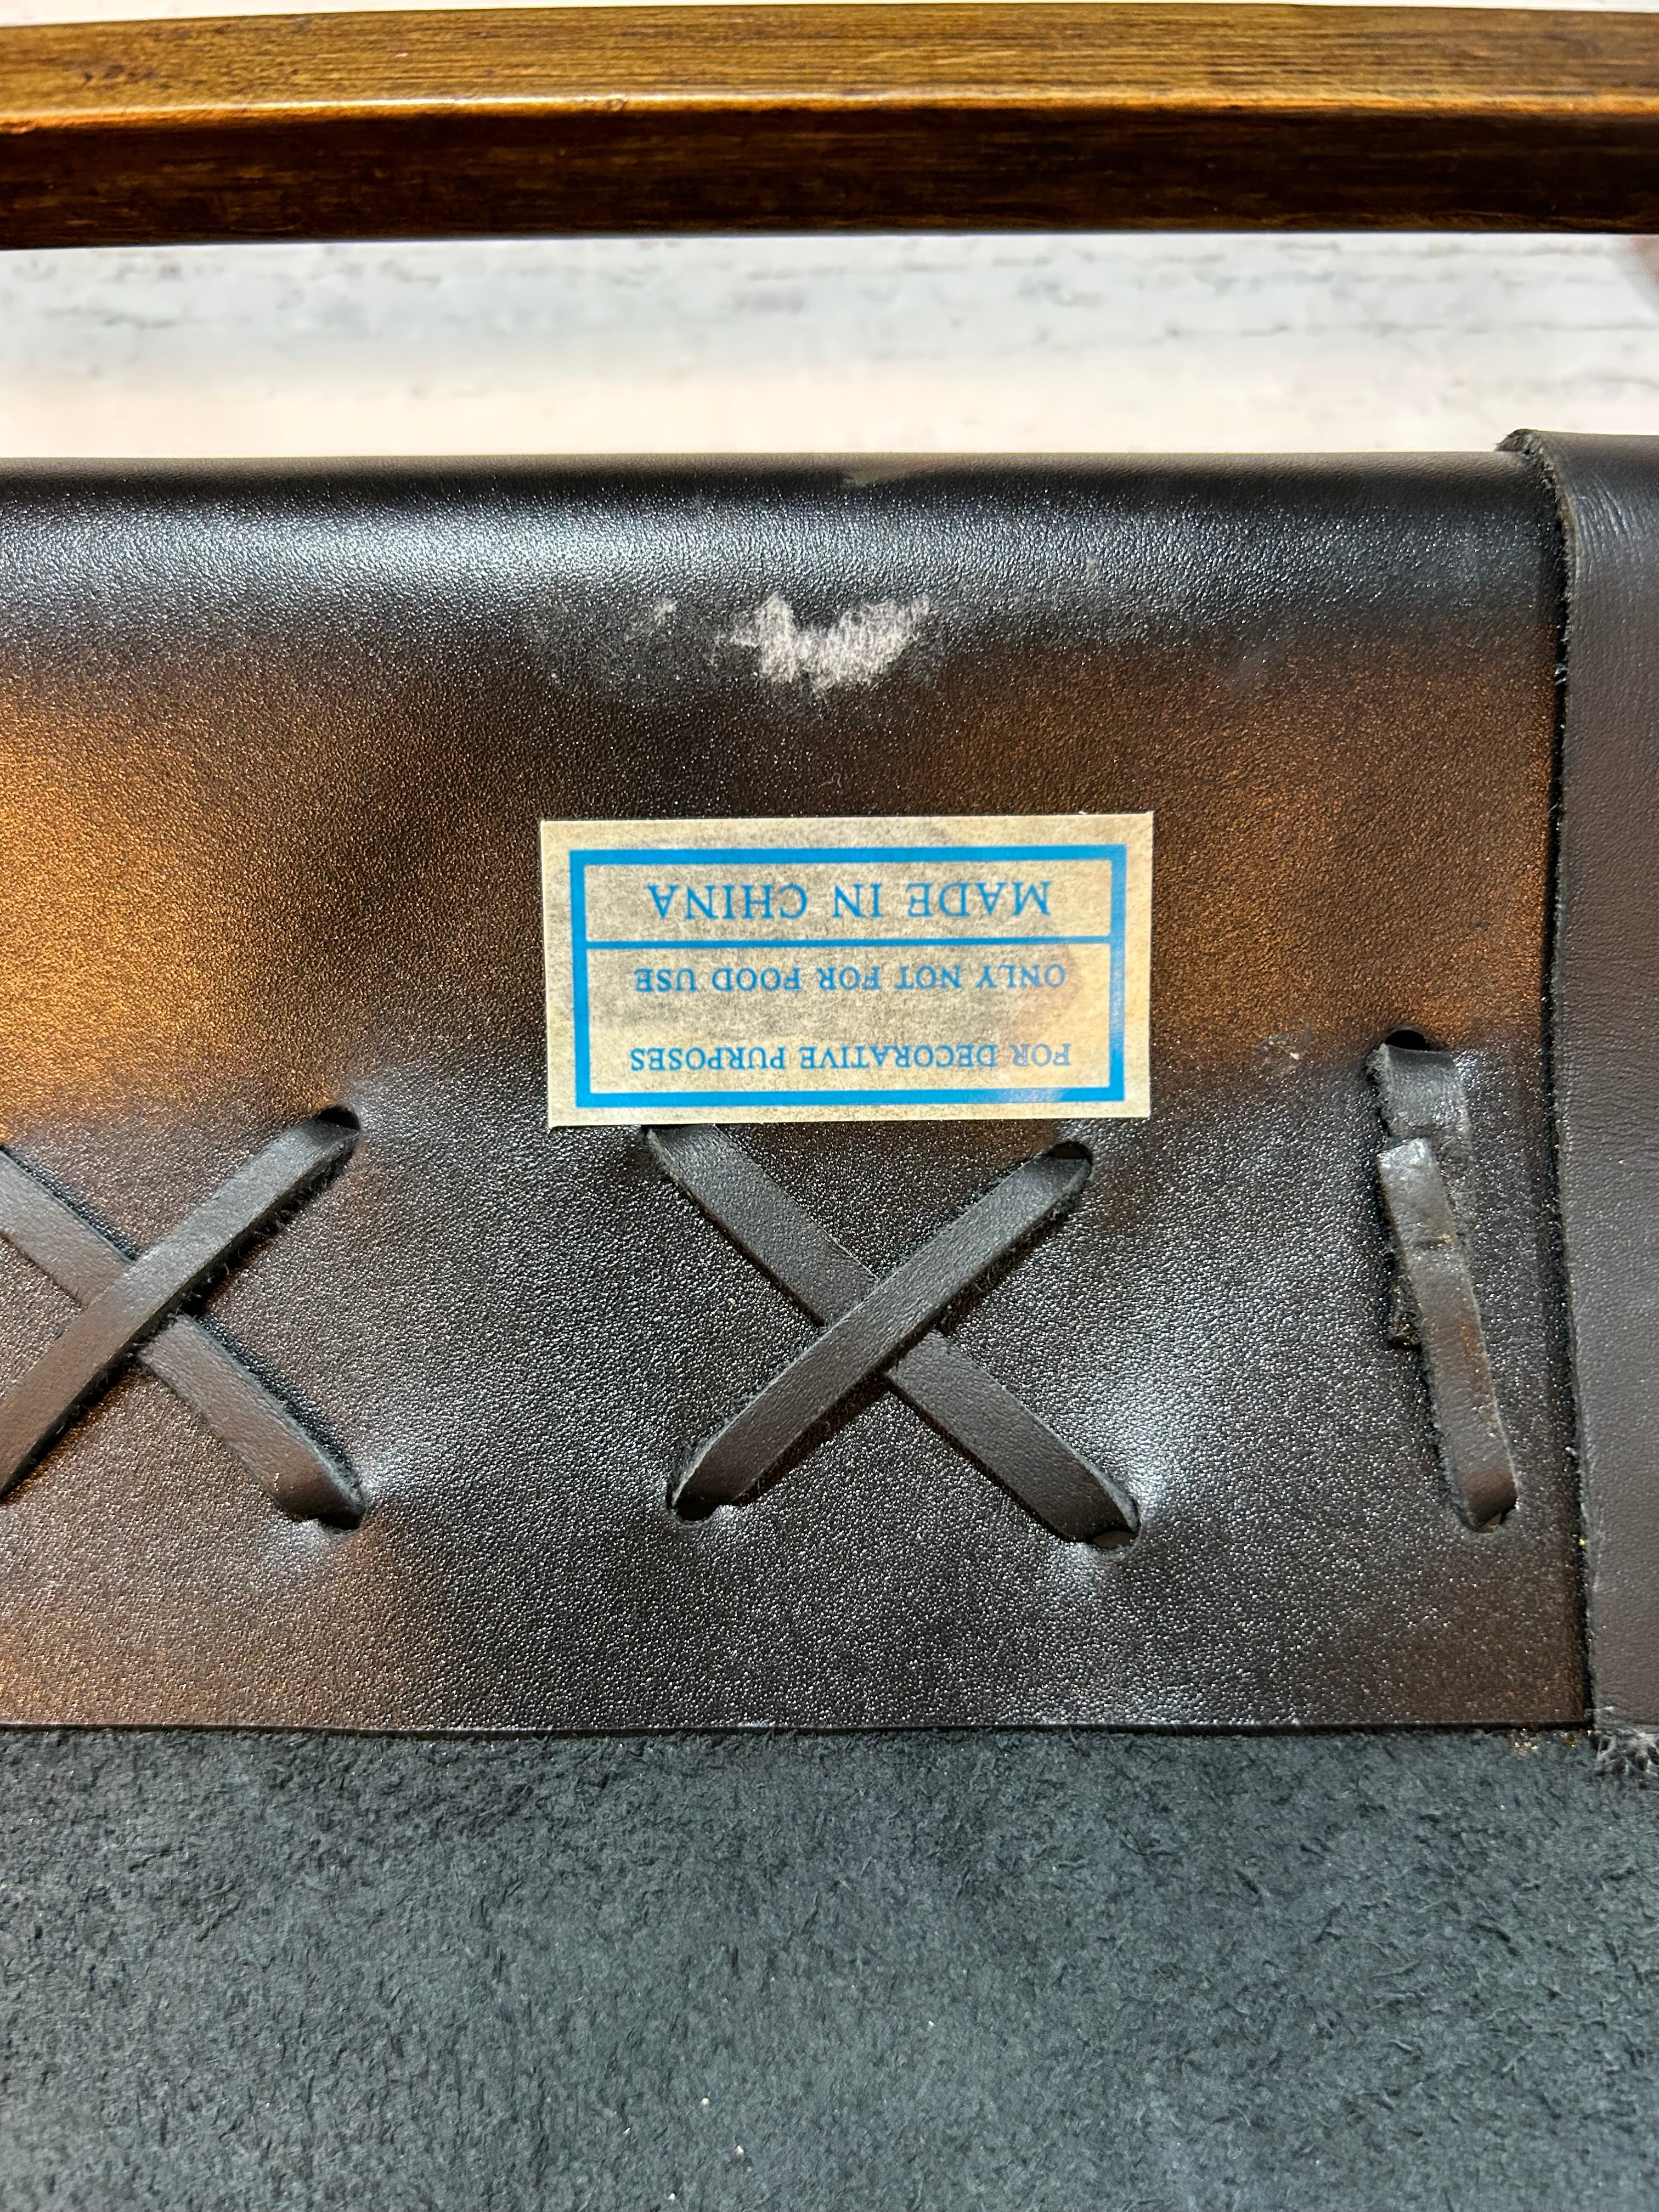 FOR DECORATIVE PURPOSES
ONLY NOT FOR FOOD USE
MADE IN CHINA